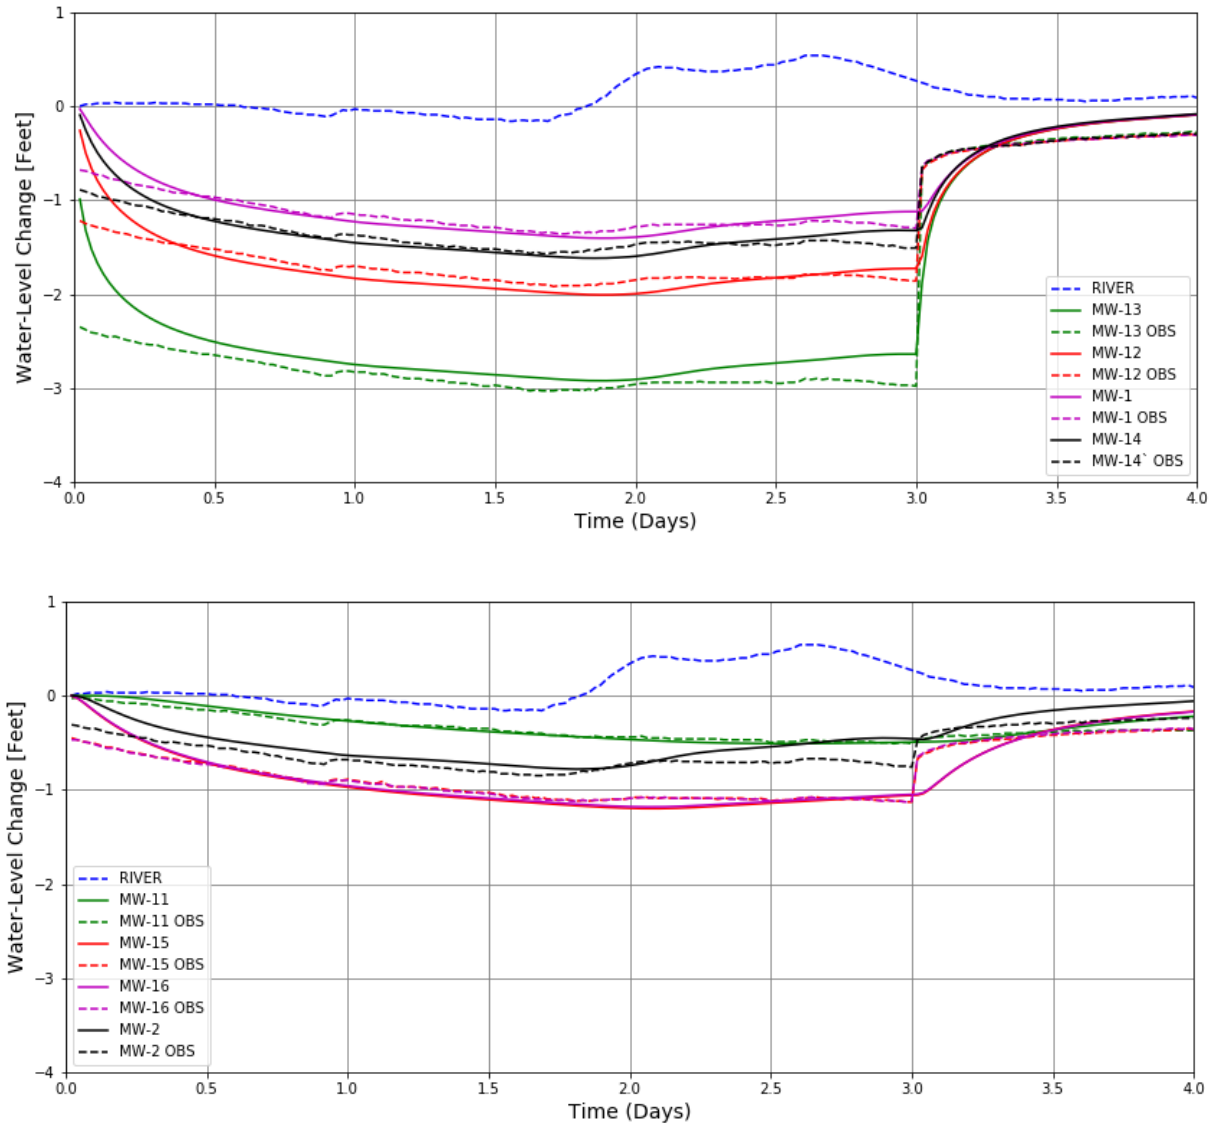 1
0
−1
−2
−3
−4
Water-Level Change [Feet]
RIVER
MW-13
MW-13 OBS
MW-12
MW-12 OBS
MW-1
MW-1 OBS
MW-14
MW-14` OBS
0.0 0.5 1.0 1.5 2.0 2.5 3.0 3.5 4.0
Time (Days)
1
0
−1
−2
−3
−4
Water-Level Change [Feet]
RIVER
MW-11
MW-11 OBS
MW-15
MW-15 OBS
MW-16
MW-16 OBS
MW-2
MW-2 OBS
0.0 0.5 1.0 1.5 2.0 2.5 3.0 3.5 4.0
Time (Days)